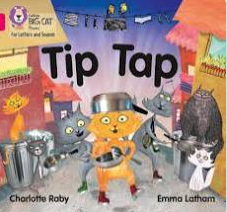 Collins
BIG CAT
Phonics
for Letters and Sounds
Tip Tap
Charlotte Raby
Emma Latham